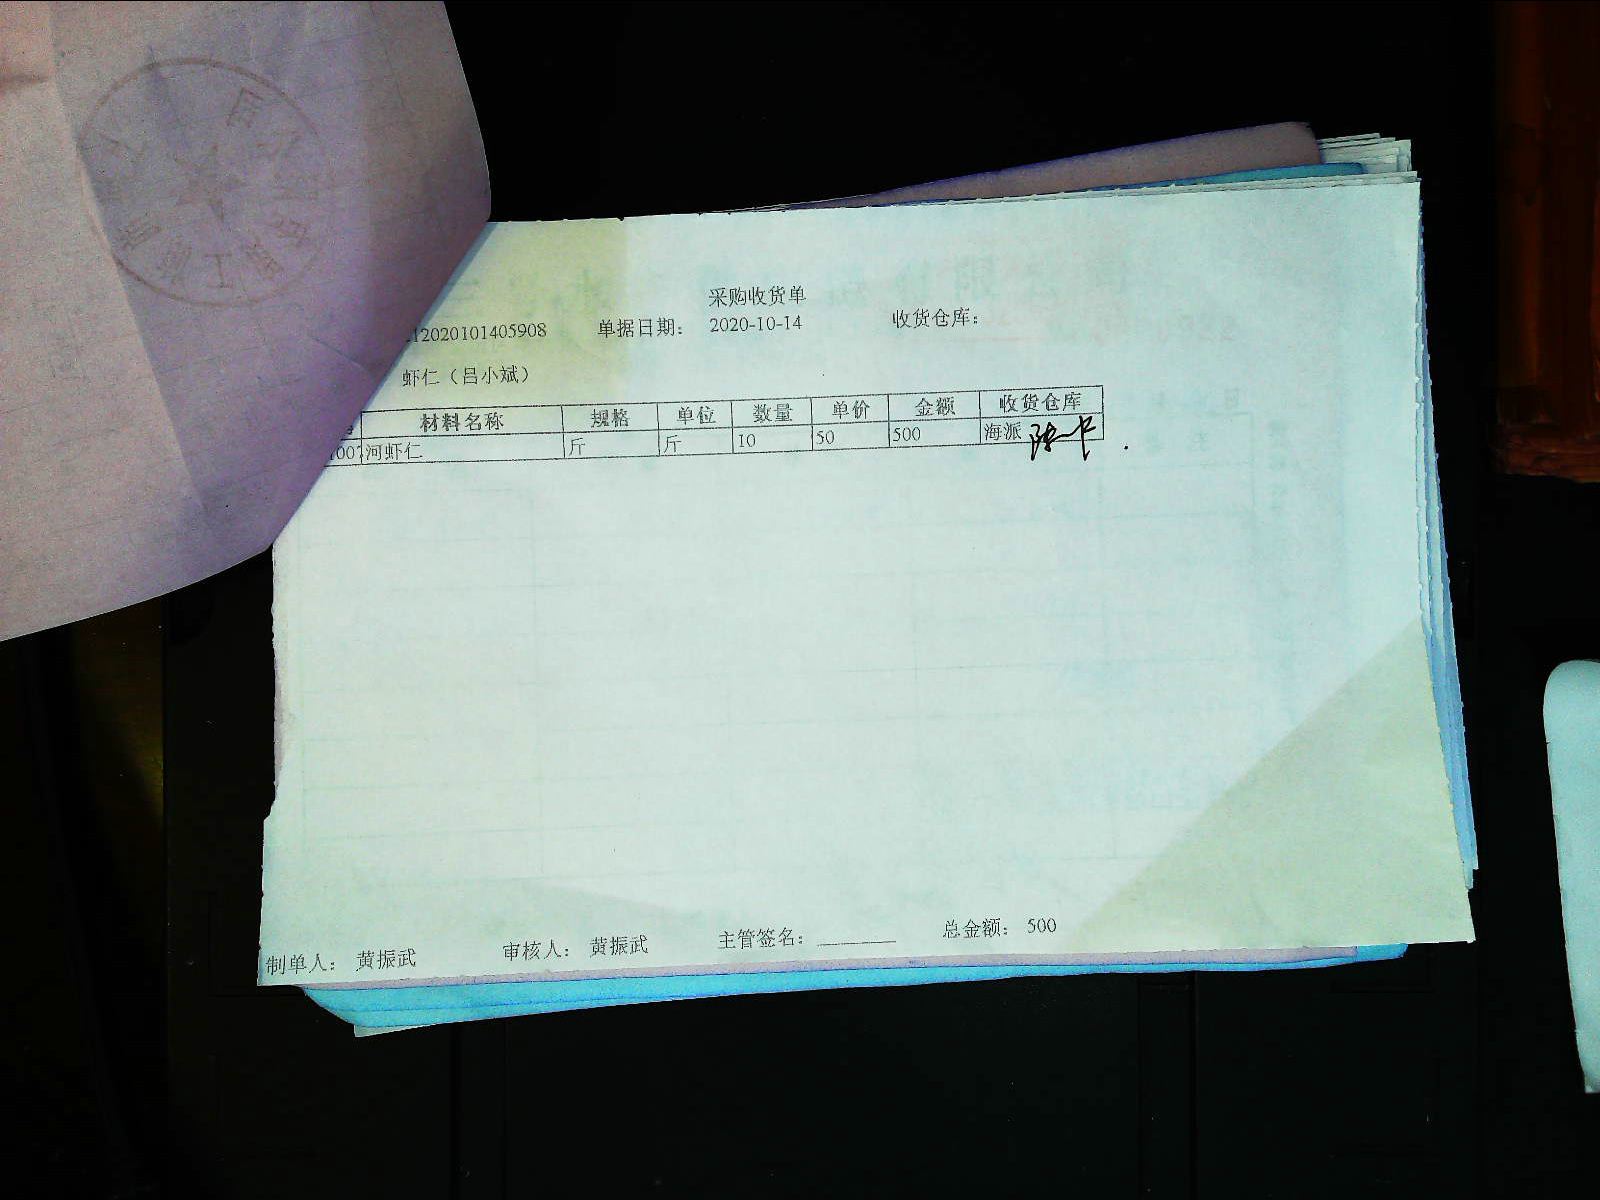 采购收货单
12020101405908 单据日期： 2020-10-14 收货仓库：
虾仁（吕小斌）
材料名称 规格 单位 数量 单价 金额 收货仓库
007 河虾仁 斤 斤 10 50 500 海派
制单人： 黄振武 审核人： 黄振武 主管签名： 总金额： 500